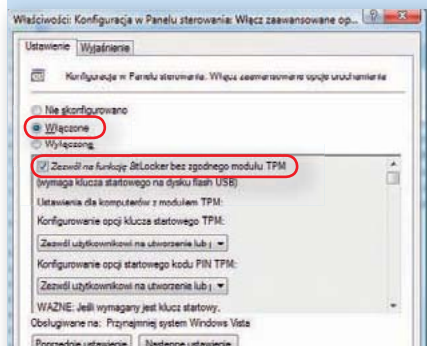 Właściwości: Konfiguracja w Panelu sterowania: Włącz zaawansowane op...
Ustawienie Wyjaśnienie
Konfiguracja w Panelu sterowania: Włącz zaawansowane opcje uruchamiania
Nie skonfigurowano
Włączone
Wyłączone
Zezwól na funkcję BitLocker bez zgodnego modułu TPM
(wymaga klucza startowego na dysku flash USB)
Ustawienia dla komputerów z modułem TPM:
Konfigurowanie opcji klucza startowego TPM:
Zezwól użytkownikowi na utworzenie lub
Konfigurowanie opcji startowego kodu PIN TPM:
Zezwól użytkownikowi na utworzenie lub
WAŻNE: Jeśli wymagany jest klucz startowy,
Obsługiwane na: Przynajmniej system Windows Vista
Poprzednie ustawienie Następne ustawienie